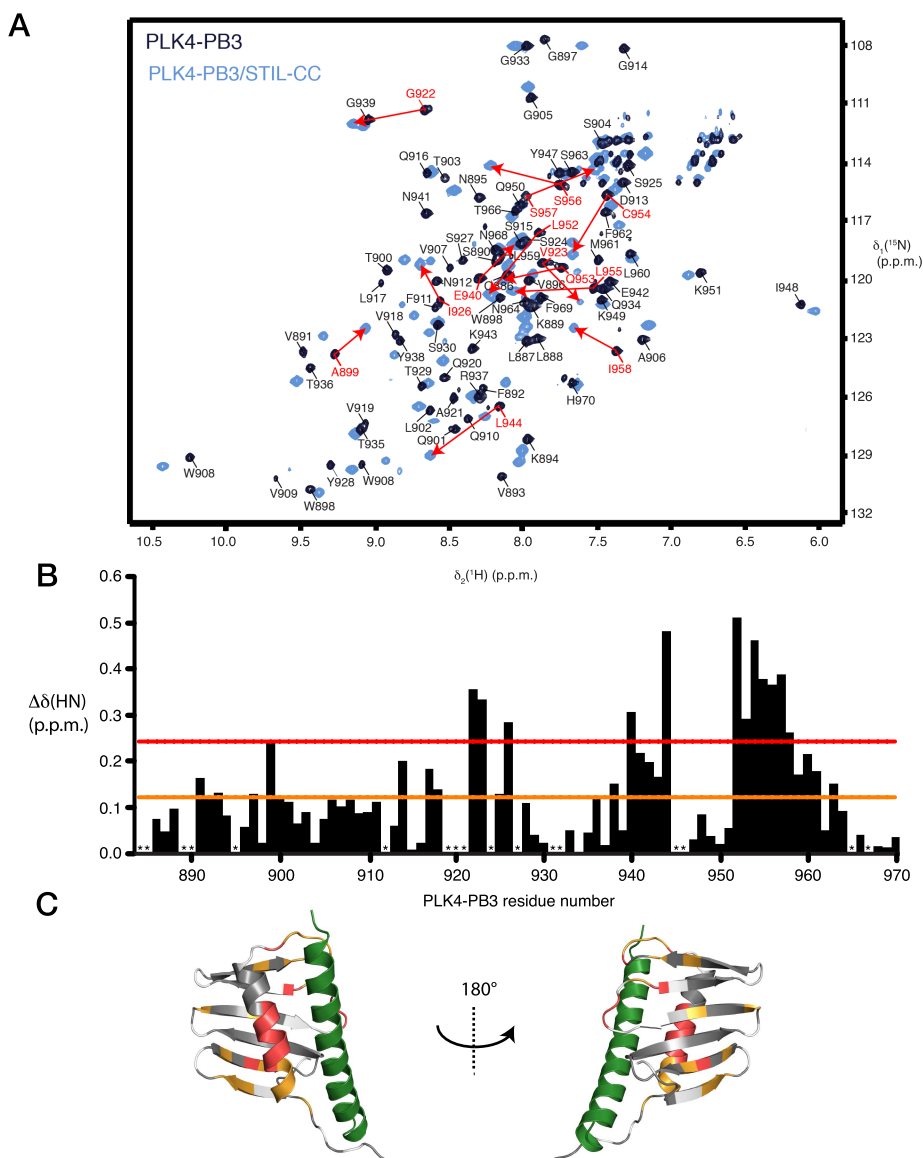 A
PLK4-PB3
PLK4-PB3/STIL-CC
G933
G897
G914
G939
G922
G905
S904
Q916
T903
Y947
S963
S925
N895
Q950
S956
D913
N941
T966
S957
C954
S915
L952
F962
S927
N968
S924
M961
V907
S890
L959
V923
T900
L955
L960
N912
E940
Q886
V896
Q953
E942
K951
L917
F911
I926
W898
N964
F969
Q934
I948
V918
K943
K889
K949
V891
S930
Y938
L887
L888
A906
A899
T929
Q920
R937
F892
I958
T936
H970
V919
L902
A921
L944
T935
Q901
Q910
K894
W908
V909
Y928
W908
W898
V893
108
111
114
117
120
123
126
129
132
δ₁(¹⁵N)
(p.p.m.)
10.5 10.0 9.5 9.0 8.5 8.0 7.5 7.0 6.5 6.0
δ₂(¹H) (p.p.m.)
B
0.6
0.5
0.4
0.3
0.2
0.1
0.0
Δδ(HN)
(p.p.m.)
* * * * * * * * * * * * * * * * * *
890 900 910 920 930 940 950 960 970
PLK4-PB3 residue number
C
180°